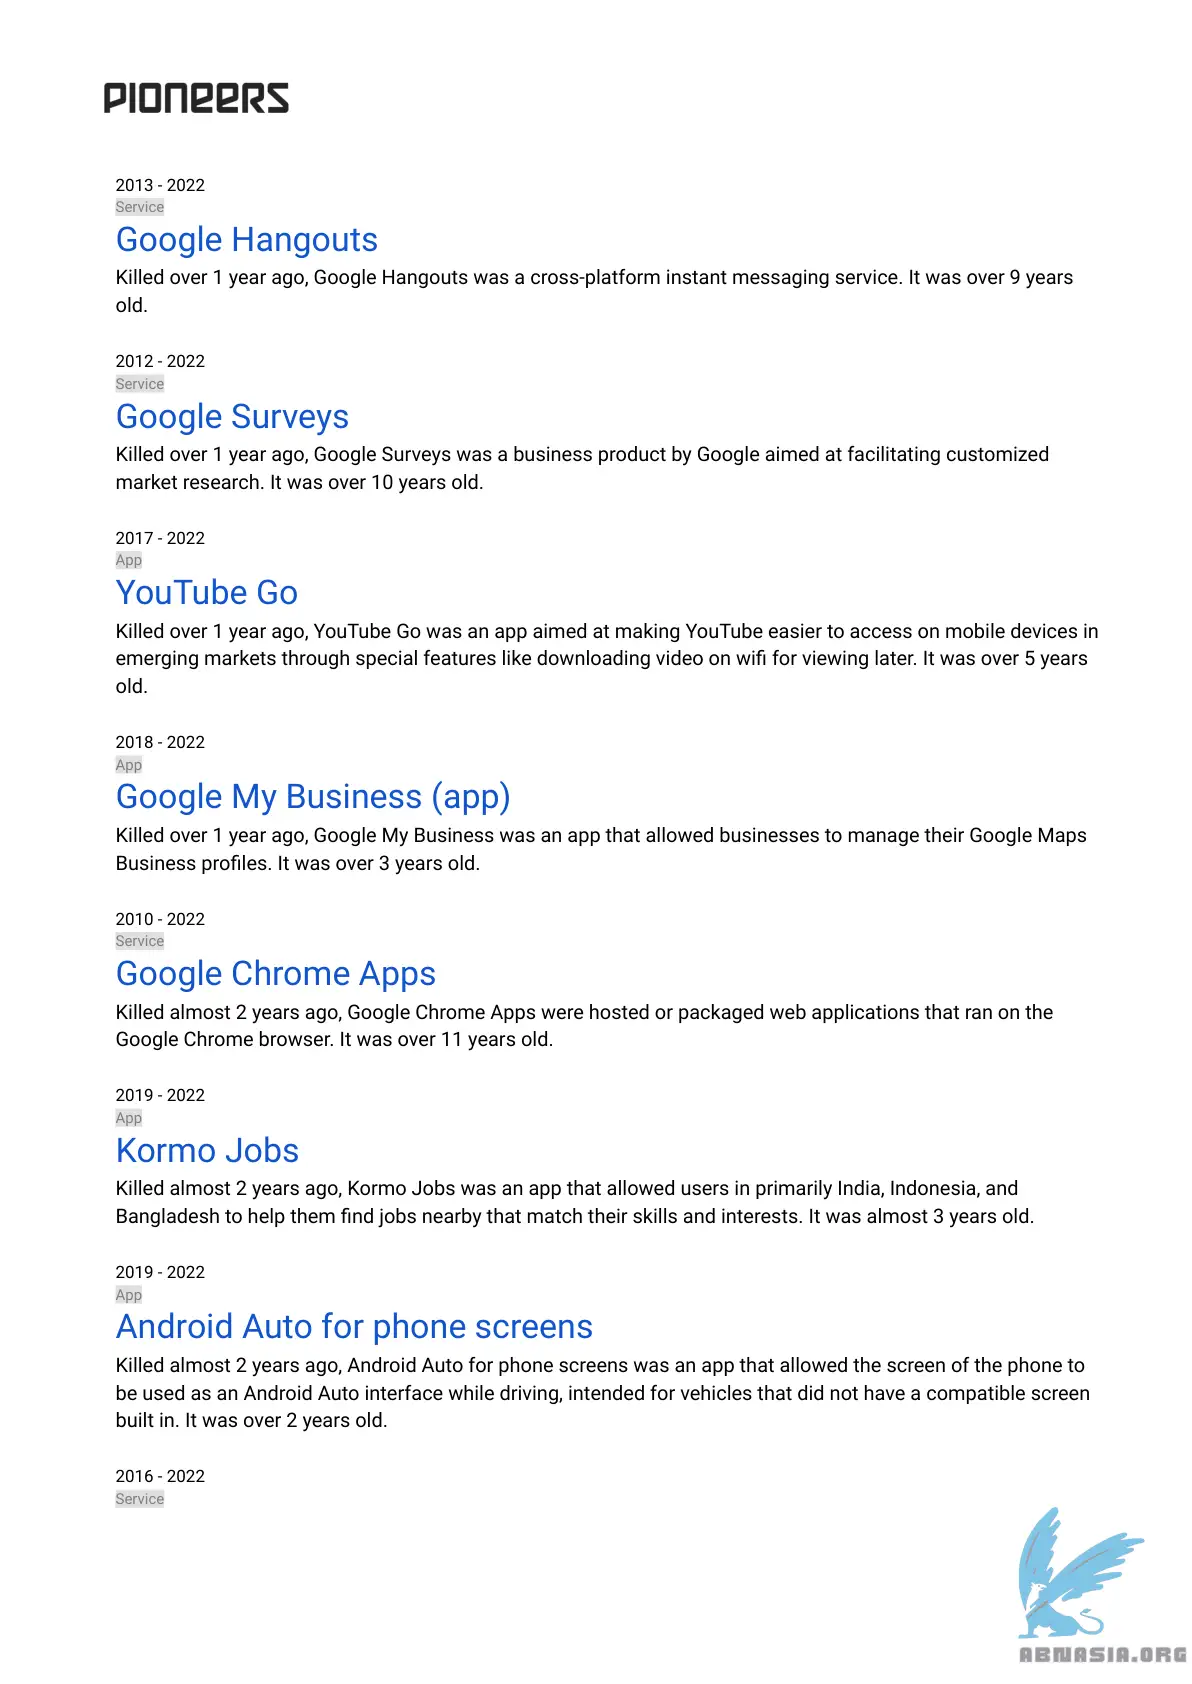 PIONEERS
2013 - 2022
Service
Google Hangouts
Killed over 1 year ago, Google Hangouts was a cross-platform instant messaging service. It was over 9 years
old.
2012 - 2022
Service
Google Surveys
Killed over 1 year ago, Google Surveys was a business product by Google aimed at facilitating customized
market research. It was over 10 years old.
2017 - 2022
App
YouTube Go
Killed over 1 year ago, YouTube Go was an app aimed at making YouTube easier to access on mobile devices in
emerging markets through special features like downloading video on wifi for viewing later. It was over 5 years
old.
2018 - 2022
App
Google My Business (app)
Killed over 1 year ago, Google My Business was an app that allowed businesses to manage their Google Maps
Business profiles. It was over 3 years old.
2010 - 2022
Service
Google Chrome Apps
Killed almost 2 years ago, Google Chrome Apps were hosted or packaged web applications that ran on the
Google Chrome browser. It was over 11 years old.
2019 - 2022
App
Kormo Jobs
Killed almost 2 years ago, Kormo Jobs was an app that allowed users in primarily India, Indonesia, and
Bangladesh to help them find jobs nearby that match their skills and interests. It was almost 3 years old.
2019 - 2022
App
Android Auto for phone screens
Killed almost 2 years ago, Android Auto for phone screens was an app that allowed the screen of the phone to
be used as an Android Auto interface while driving, intended for vehicles that did not have a compatible screen
built in. It was over 2 years old.
2016 - 2022
Service
ABNASIA.ORG